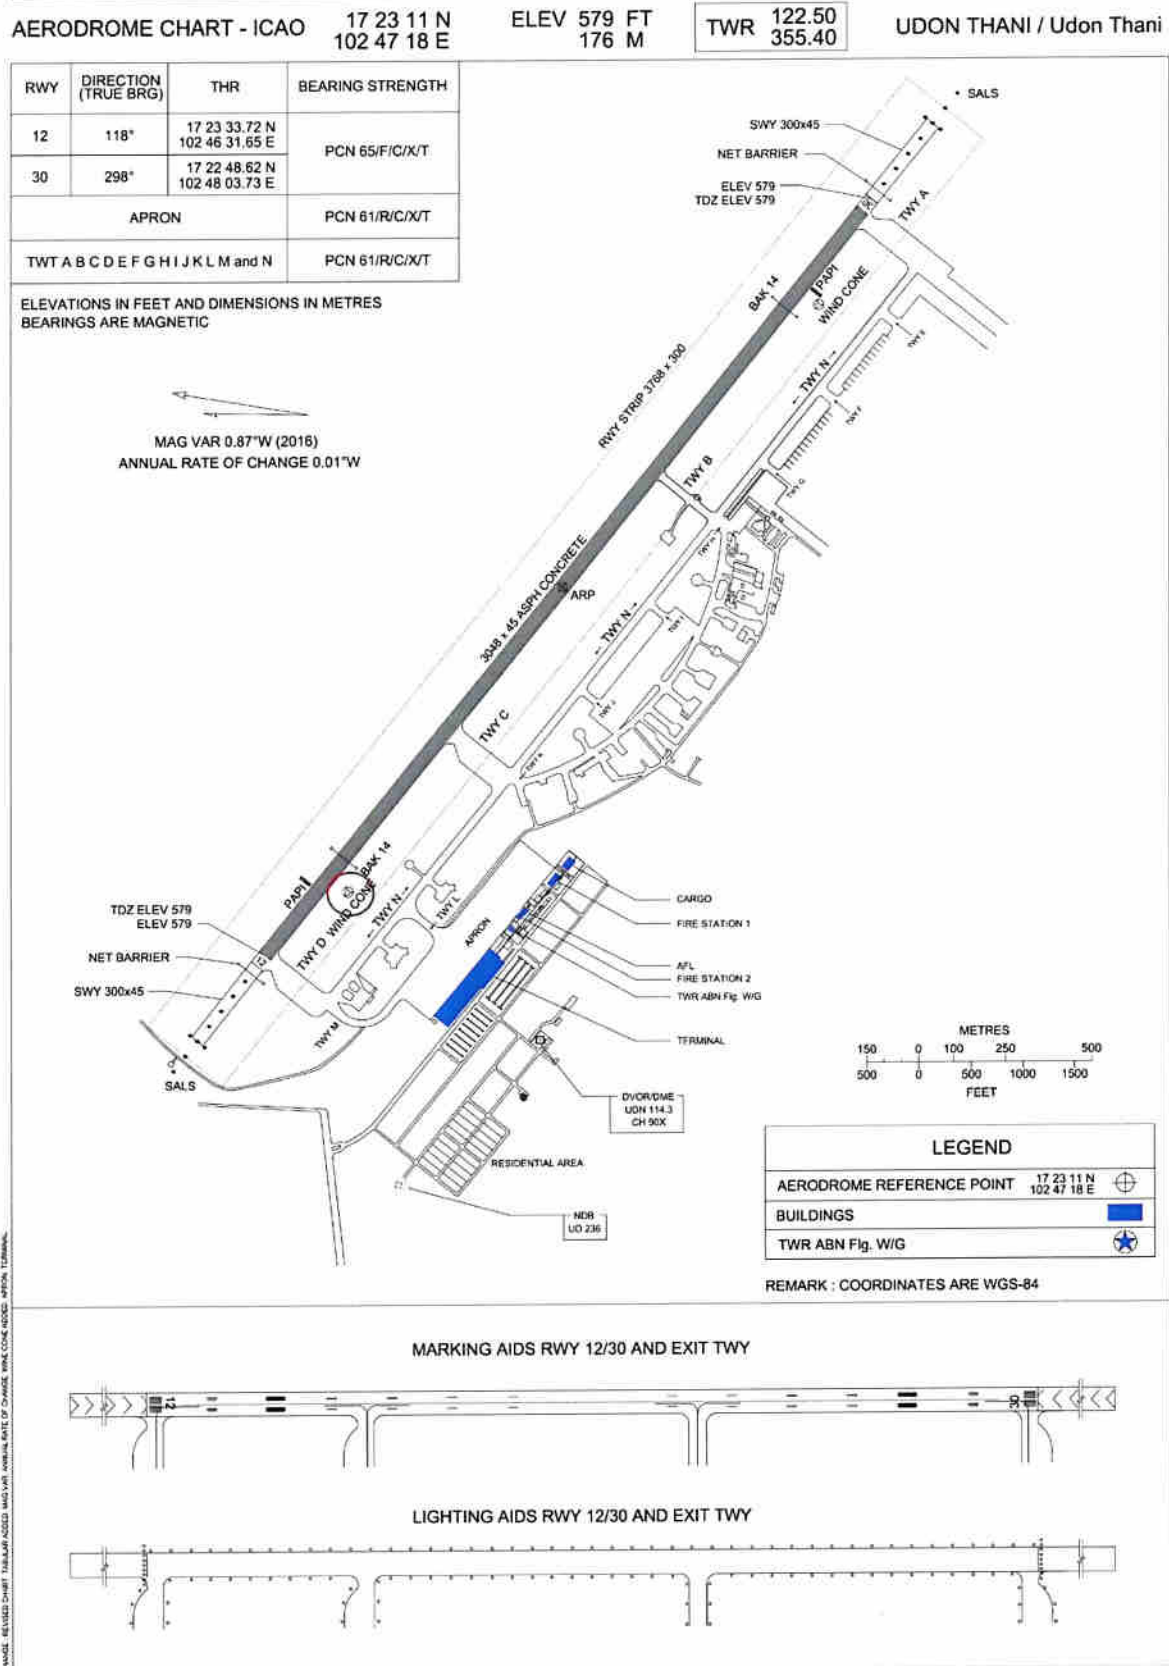 AERODROME CHART - ICAO
17 23 11 N
102 47 18 E
ELEV 579 FT
176 M
TWR
122.50
355.40
UDON THANI / Udon Thani
RWY
DIRECTION
(TRUE BRG)
THR
BEARING STRENGTH
12
118°
17 23 33.72 N
102 46 31.65 E
PCN 65/F/C/X/T
30
298°
17 22 48.62 N
102 48 03.73 E
APRON
PCN 61/R/C/X/T
TWT A B C D E F G H I J K L M and N
PCN 61/R/C/X/T
ELEVATIONS IN FEET AND DIMENSIONS IN METRES
BEARINGS ARE MAGNETIC
MAG VAR 0.87°W (2016)
ANNUAL RATE OF CHANGE 0.01°W
SALS
SWY 300x45
NET BARRIER
ELEV 579
TDZ ELEV 579
30
TWY A
BAK 14
PAPI
WIND CONE
TWY E
TWY N
RWY STRIP 3768 x 300
TWY F
TWY B
TWY G
TWY H
3048 x 45 ASPH CONCRETE
ARP
TWY N
TWY I
TWY J
TWY C
TWY K
BAK 14
PAPI
WIND CONE
TWY D
TWY N
TWY L
TDZ ELEV 579
ELEV 579
NET BARRIER
12
SWY 300x45
TWY M
SALS
APRON
CARGO
FIRE STATION 1
AFL
FIRE STATION 2
TWR ABN Flg. W/G
TERMINAL
DVOR/DME
UDN 114.3
CH 90X
RESIDENTIAL AREA
NDB
UD 236
METRES
150 0 100 250 500
500 0 500 1000 1500
FEET
LEGEND
AERODROME REFERENCE POINT
17 23 11 N
102 47 18 E
BUILDINGS
TWR ABN Flg. W/G
REMARK : COORDINATES ARE WGS-84
MARKING AIDS RWY 12/30 AND EXIT TWY
12
30
LIGHTING AIDS RWY 12/30 AND EXIT TWY